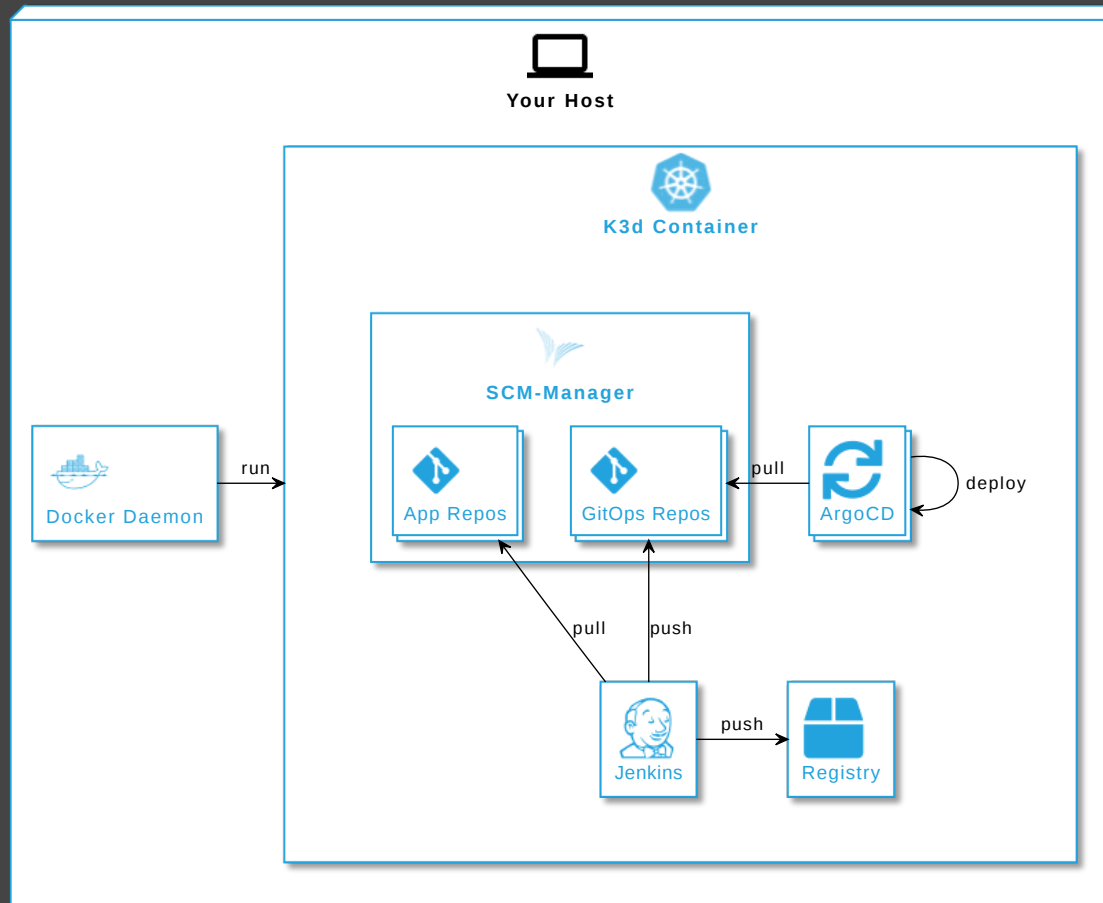 Your Host
K3d Container
SCM-Manager
run
Docker Daemon
App Repos
GitOps Repos
pull
ArgoCD
deploy
pull
push
Jenkins
push
Registry